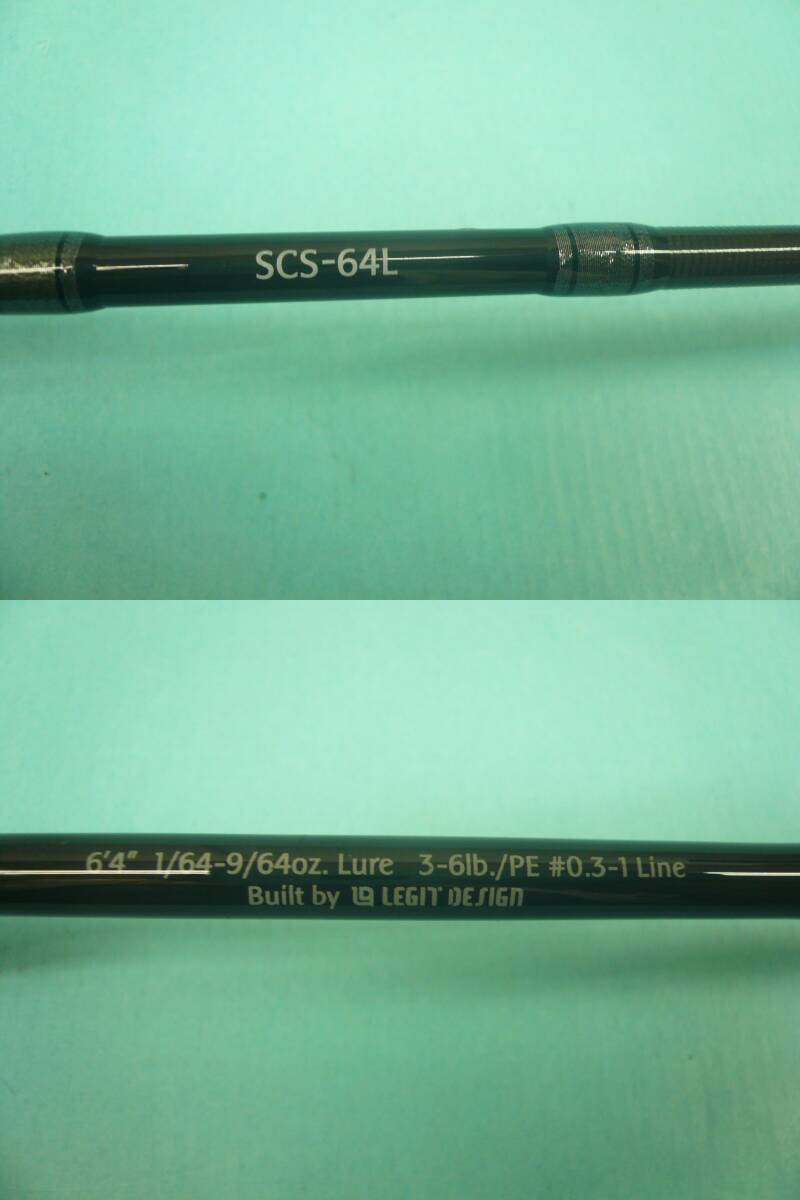 SCS-64L
6'4" 1/64-9/64oz. Lure 3-6lb./PE #0.3-1 Line
Built by LEGIT DESIGN